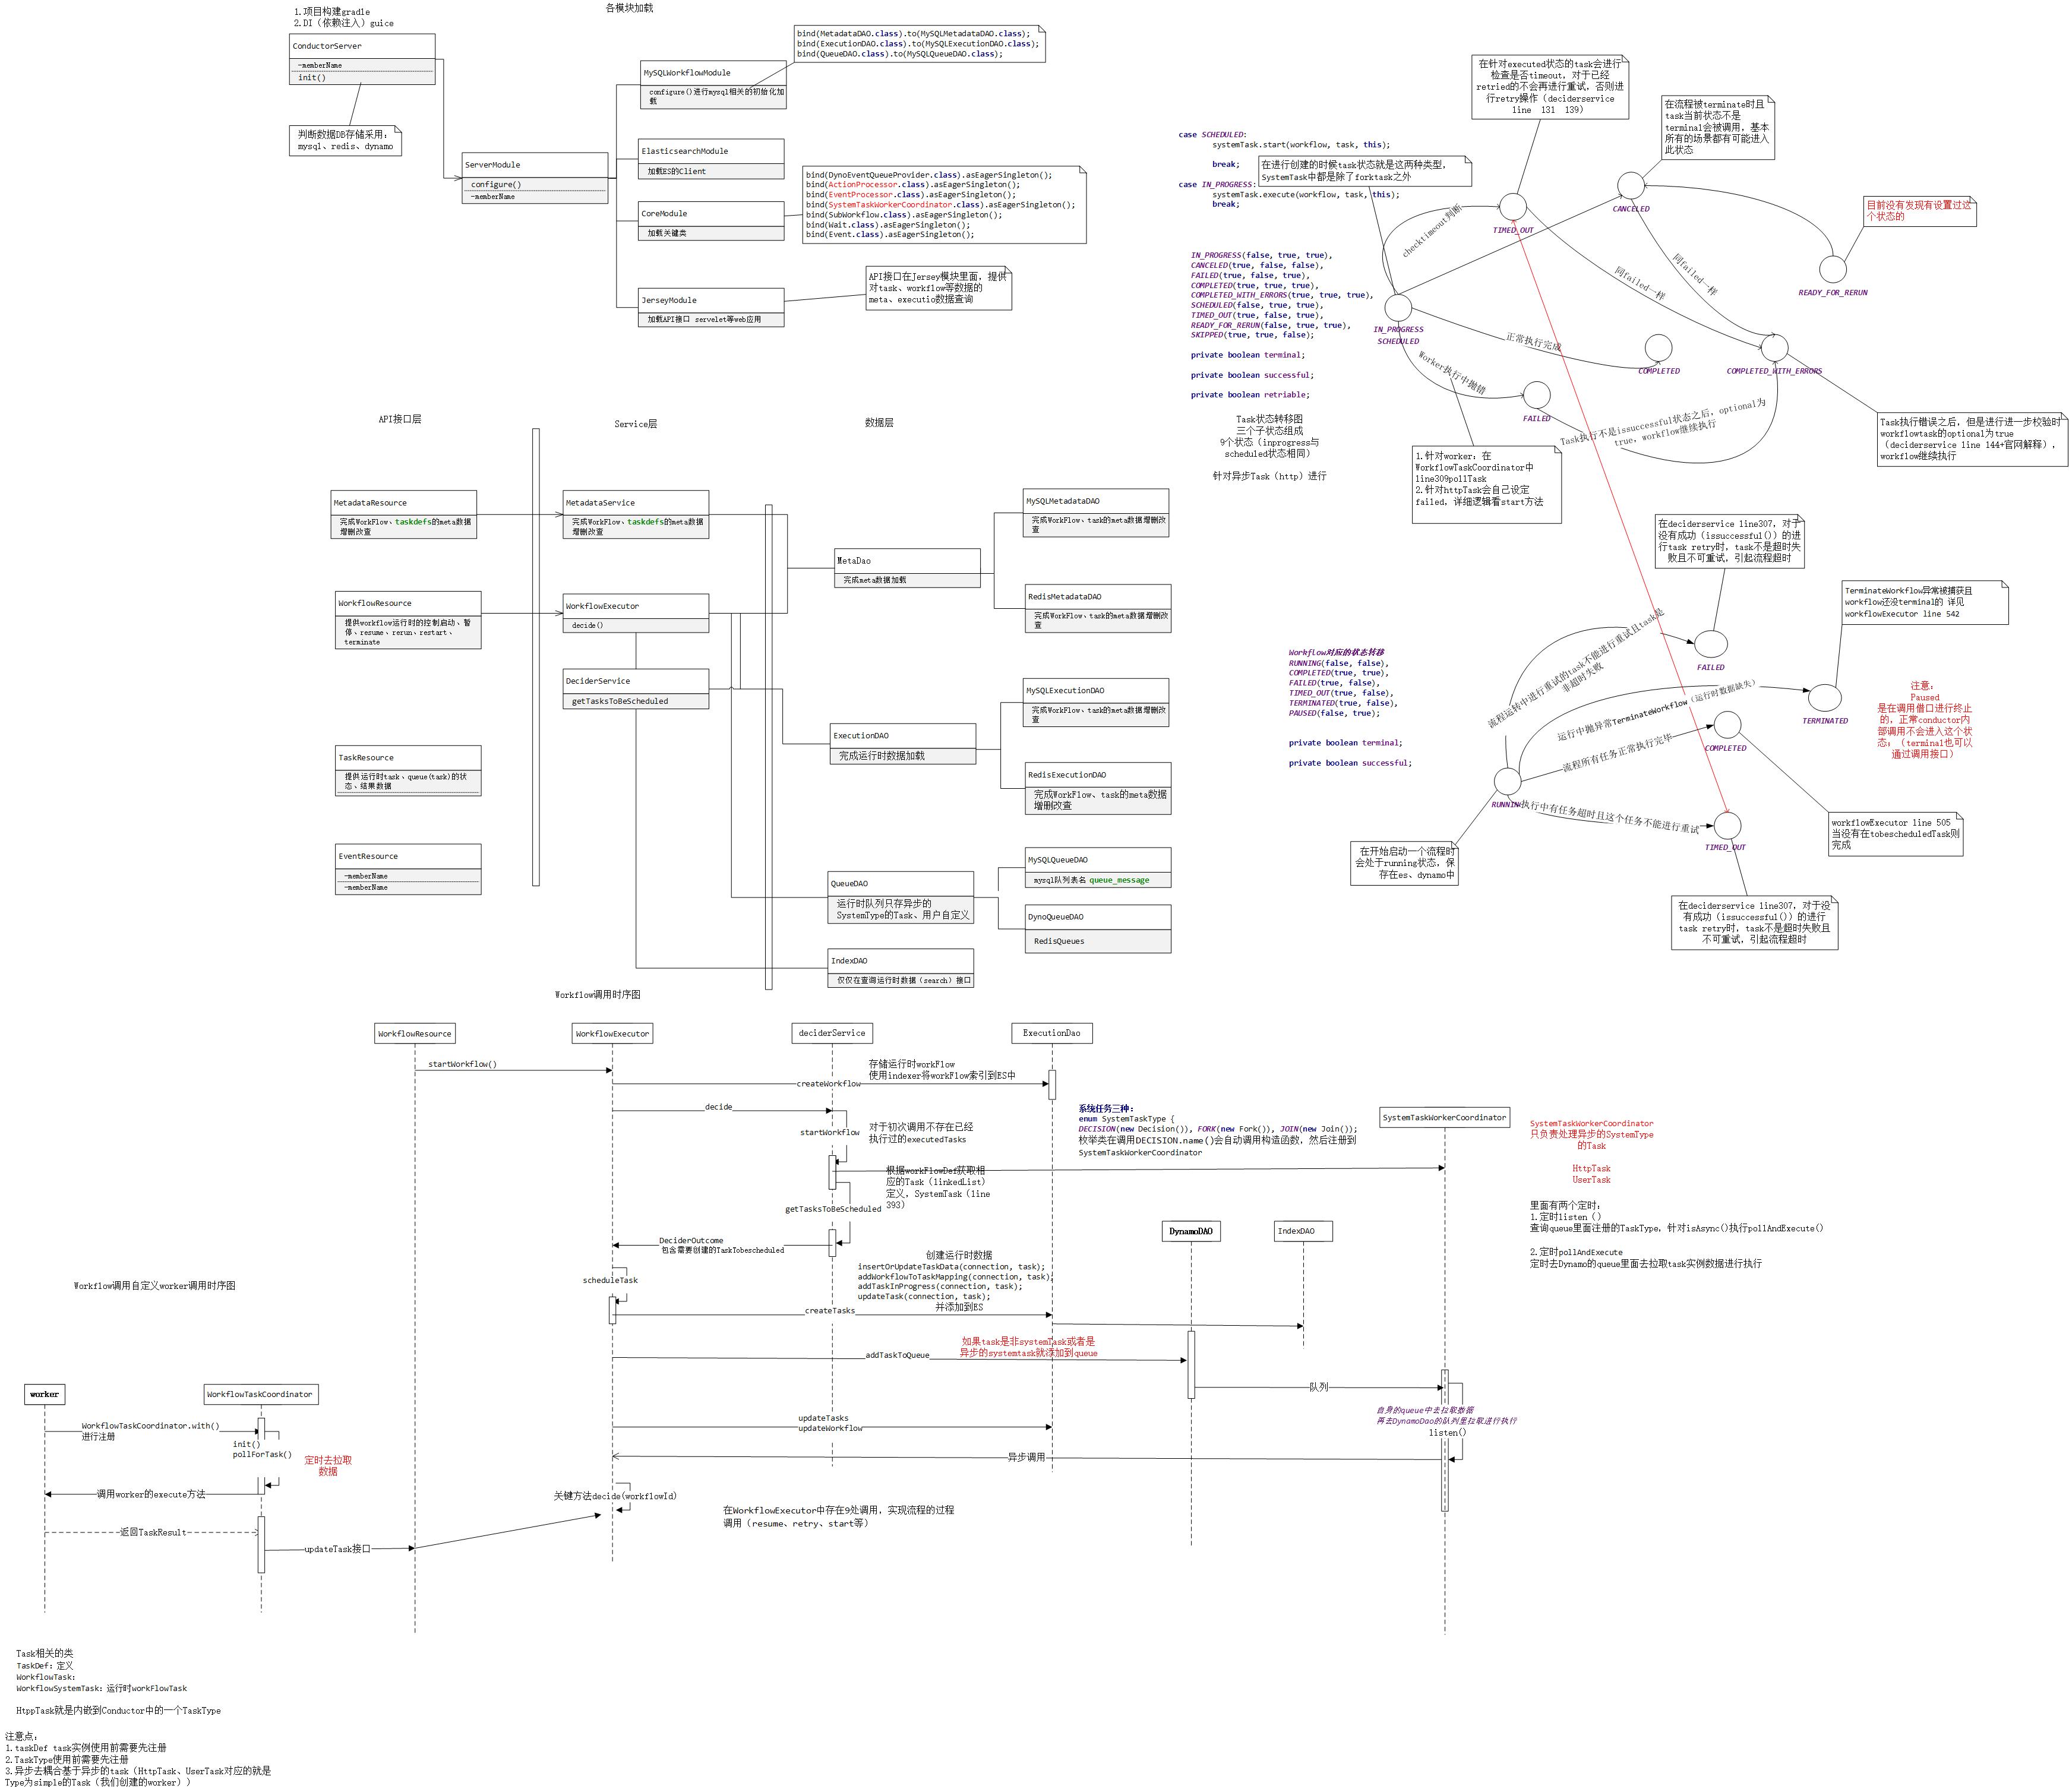 1.项目构建gradle
2.DI（依赖注入）guice
ConductorServer
-memberName
init()
判断数据DB存储采用：
mysql、redis、dynamo
各模块加载
ServerModule
configure()
-memberName
MySQLWorkflowModule
configure()进行mysql相关的初始化加
载
bind(MetadataDAO.class).to(MySQLMetadataDAO.class);
bind(ExecutionDAO.class).to(MySQLExecutionDAO.class);
bind(QueueDAO.class).to(MySQLQueueDAO.class);
ElasticsearchModule
加载ES的Client
CoreModule
加载关键类
bind(DynoEventQueueProvider.class).asEagerSingleton();
bind(ActionProcessor.class).asEagerSingleton();
bind(EventProcessor.class).asEagerSingleton();
bind(SystemTaskWorkerCoordinator.class).asEagerSingleton();
bind(SubWorkflow.class).asEagerSingleton();
bind(Wait.class).asEagerSingleton();
bind(Event.class).asEagerSingleton();
JerseyModule
加载API接口 servelet等web应用
API接口在Jersey模块里面，提供
对task、workflow等数据的
meta、executio数据查询
case SCHEDULED:
systemTask.start(workflow, task, this);
break;
case IN_PROGRESS:
systemTask.execute(workflow, task, this);
break;
在进行创建的时候task状态就是这两种类型，
SystemTask中都是除了forktask之外
在针对executed状态的task会进行
检查是否timeout，对于已经
retried的不会再进行重试，否则进
行retry操作（deciderservice
line 131 139）
在流程被terminate时且
task当前状态不是
terminal会被调用，基本
所有的场景都有可能进入
此状态
目前没有发现有设置过这
个状态的
IN_PROGRESS(false, true, true),
CANCELED(true, false, false),
FAILED(true, false, true),
COMPLETED(true, true, true),
COMPLETED_WITH_ERRORS(true, true, true),
SCHEDULED(false, true, true),
TIMED_OUT(true, false, true),
READY_FOR_RERUN(false, true, true),
SKIPPED(true, true, false);
private boolean terminal;
private boolean successful;
private boolean retriable;
Task状态转移图
三个子状态组成
9个状态（inprogress与
scheduled状态相同）
针对异步Task（http）进行
checktimeout判断
TIMED_OUT
CANCELED
READY_FOR_RERUN
同failed一样
同failed一样
IN_PROGRESS
SCHEDULED
正常执行完成
COMPLETED
COMPLETED_WITH_ERRORS
Worker执行中抛错
FAILED
Task执行不是issuccessful状态之后，optional为
true，workflow继续执行
1.针对worker：在
WorkflowTaskCoordinator中
line309pollTask
2.针对httpTask会自己设定
failed，详细逻辑看start方法
Task执行错误之后，但是进行进一步校验时
workflowtask的optional为true
（deciderservice line 144+官网解释），
workflow继续执行
API接口层
Service层
数据层
MetadataResource
完成WorkFlow、taskdefs的meta数据
增删改查
MetadataService
完成WorkFlow、taskdefs的meta数据
增删改查
WorkflowResource
提供workflow运行时的控制启动、暂
停、resume、rerun、restart、
terminate
WorkflowExecutor
decide()
DeciderService
getTasksToBeScheduled
TaskResource
提供运行时task、queue(task)的状
态、结果数据
EventResource
-memberName
-memberName
MetaDao
完成meta数据加载
MySQLMetadataDAO
完成WorkFlow、task的meta数据增删改
查
RedisMetadataDAO
完成WorkFlow、task的meta数据增删改
查
ExecutionDAO
完成运行时数据加载
MySQLExecutionDAO
完成WorkFlow、task的meta数据增删改
查
RedisExecutionDAO
完成WorkFlow、task的meta数据
增删改查
QueueDAO
运行时队列只存异步的
SystemType的Task、用户自定义
MySQLQueueDAO
mysql队列表名 queue_message
DynoQueueDAO
RedisQueues
IndexDAO
仅仅在查询运行时数据（search）接口
在deciderservice line307，对于
没有成功（issuccessful()）的进
行task retry时，task不是超时失
败且不可重试，引起流程超时
TerminateWorkflow异常被捕获且
workflow还没terminal的 详见
workflowExecutor line 542
Workflow对应的状态转移
RUNNING(false, false),
COMPLETED(true, true),
FAILED(true, false),
TIMED_OUT(true, false),
TERMINATED(true, false),
PAUSED(false, true);
private boolean terminal;
private boolean successful;
流程运转中进行重试的task不能进行重试且task是
非超时失败
FAILED
运行中抛异常TerminateWorkflow（运行时数据缺失）
TERMINATED
流程所有任务正常执行完毕
COMPLETED
RUNNIN
执行中有任务超时且这个任务不能进行重试
TIMED_OUT
注意：
Paused
是在调用借口进行终止
的，正常conductor内
部调用不会进入这个状
态；（terminal也可以
通过调用接口）
在开始启动一个流程时
会处于running状态，保
存在es、dynamo中
workflowExecutor line 505
当没有在tobescheduledTask则
完成
在deciderservice line307，对于没
有成功（issuccessful()）的进行
task retry时，task不是超时失败且
不可重试，引起流程超时
Workflow调用时序图
WorkflowResource
WorkflowExecutor
deciderService
ExecutionDao
startWorkflow()
存储运行时workFlow
使用indexer将workFlow索引到ES中
createWorkflow
decide
startWorkflow
对于初次调用不存在已经
执行过的executedTasks
系统任务三种：
enum SystemTaskType {
DECISION(new Decision()), FORK(new Fork()), JOIN(new Join());
枚举类在调用DECISION.name()会自动调用构造函数，然后注册到
SystemTaskWorkerCoordinator
SystemTaskWorkerCoordinator
SystemTaskWorkerCoordinator
只负责处理异步的SystemType
的Task
HttpTask
UserTask
里面有两个定时：
1.定时listen（）
查询queue里面注册的TaskType，针对isAsync()执行pollAndExecute()
2.定时pollAndExecute
定时去Dynamo的queue里面去拉取task实例数据进行执行
根据workFlowDef获取相
应的Task（linkedList）
定义，SystemTask（line
393）
getTasksToBeScheduled
DynamoDAO
IndexDAO
DeciderOutcome
包含需要创建的TaskTobescheduled
scheduleTask
创建运行时数据
insertOrUpdateTaskData(connection, task);
addWorkflowToTaskMapping(connection, task);
addTaskInProgress(connection, task);
updateTask(connection, task);
并添加到ES
createTasks
addTaskToQueue
如果task是非systemTask或者是
异步的systemtask就添加到queue
队列
自身的queue中去拉取数据
再去DynamoDao的队列里拉取进行执行
listen()
updateTasks
updateWorkflow
异步调用
关键方法decide(workflowId)
在WorkflowExecutor中存在9处调用，实现流程的过程
调用（resume、retry、start等）
Workflow调用自定义worker调用时序图
worker
WorkflowTaskCoordinator
WorkflowTaskCoordinator.with()
进行注册
init()
pollForTask()
定时去拉取
数据
调用worker的execute方法
返回TaskResult
updateTask接口
Task相关的类
TaskDef：定义
WorkflowTask：
WorkflowSystemTask：运行时workFlowTask
HtppTask就是内嵌到Conductor中的一个TaskType
注意点：
1.taskDef task实例使用前需要先注册
2.TaskType使用前需要先注册
3.异步去耦合基于异步的task（HttpTask、UserTask对应的就是
Type为simple的Task（我们创建的worker））